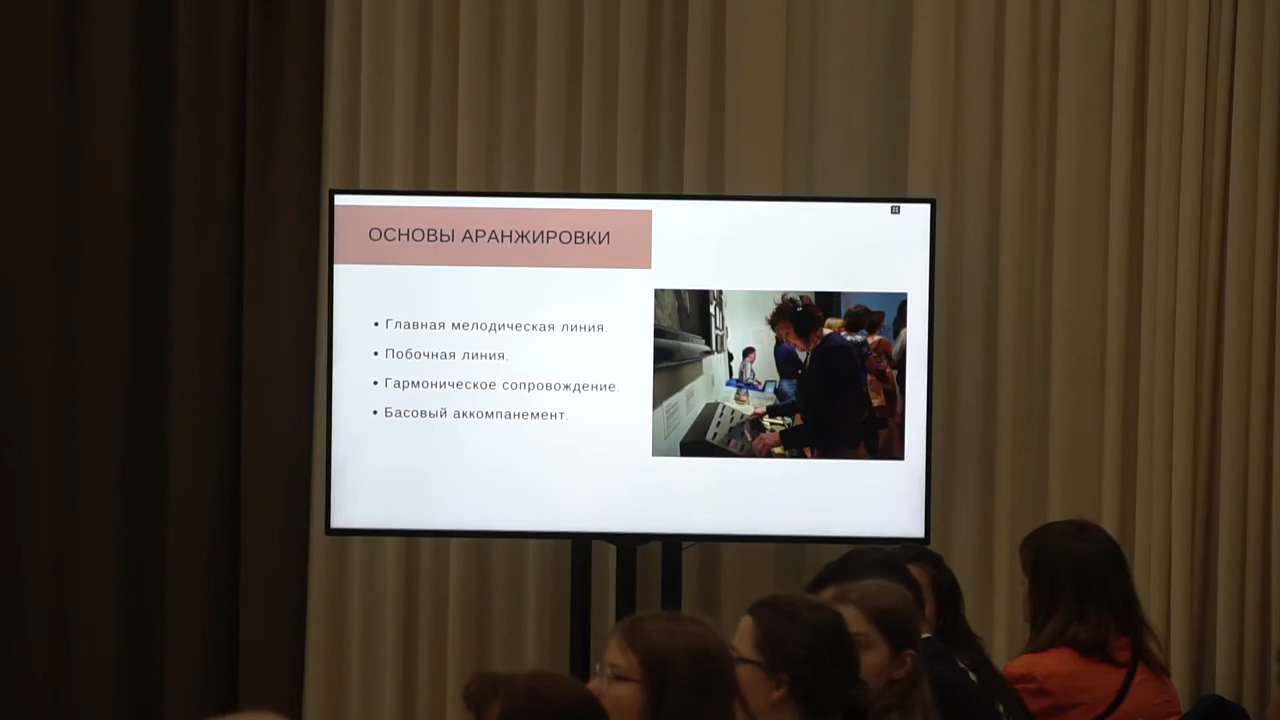 ОСНОВЫ АРАНЖИРОВКИ
• Главная мелодическая линия.
• Побочная линия.
• Гармоническое сопровождение.
• Басовый аккомпанемент.